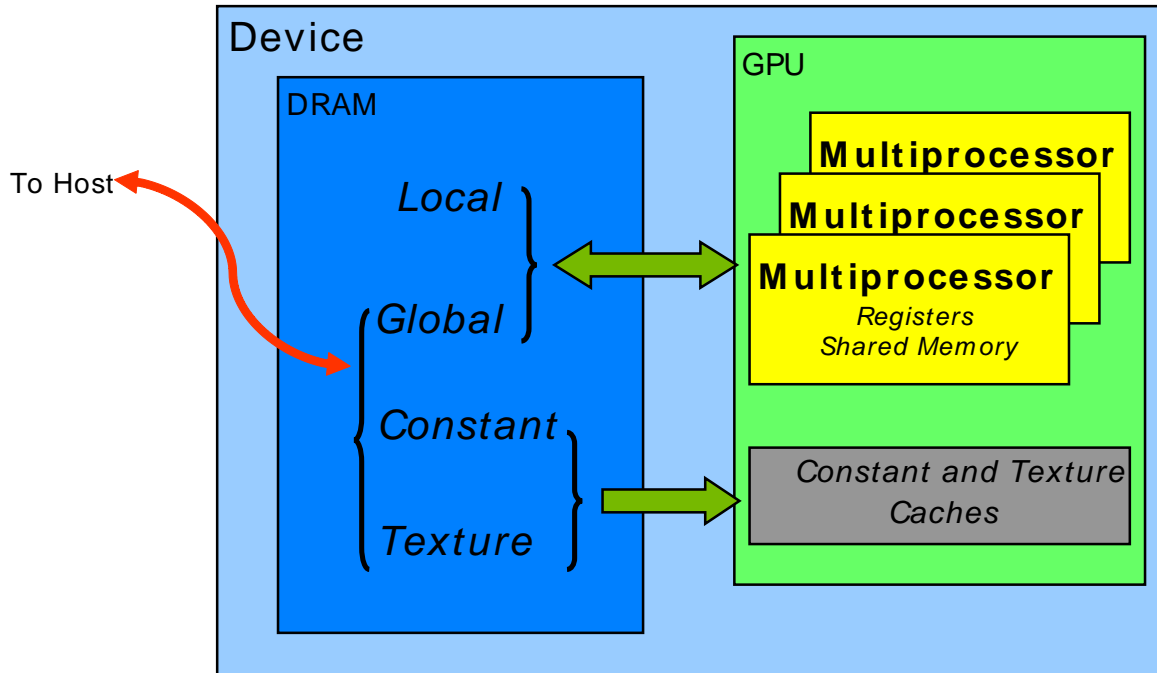 Device
To Host
DRAM
Local
Global
Constant
Texture
GPU
Multiprocessor
Multiprocessor
Multiprocessor
Registers
Shared Memory
Constant and Texture
Caches